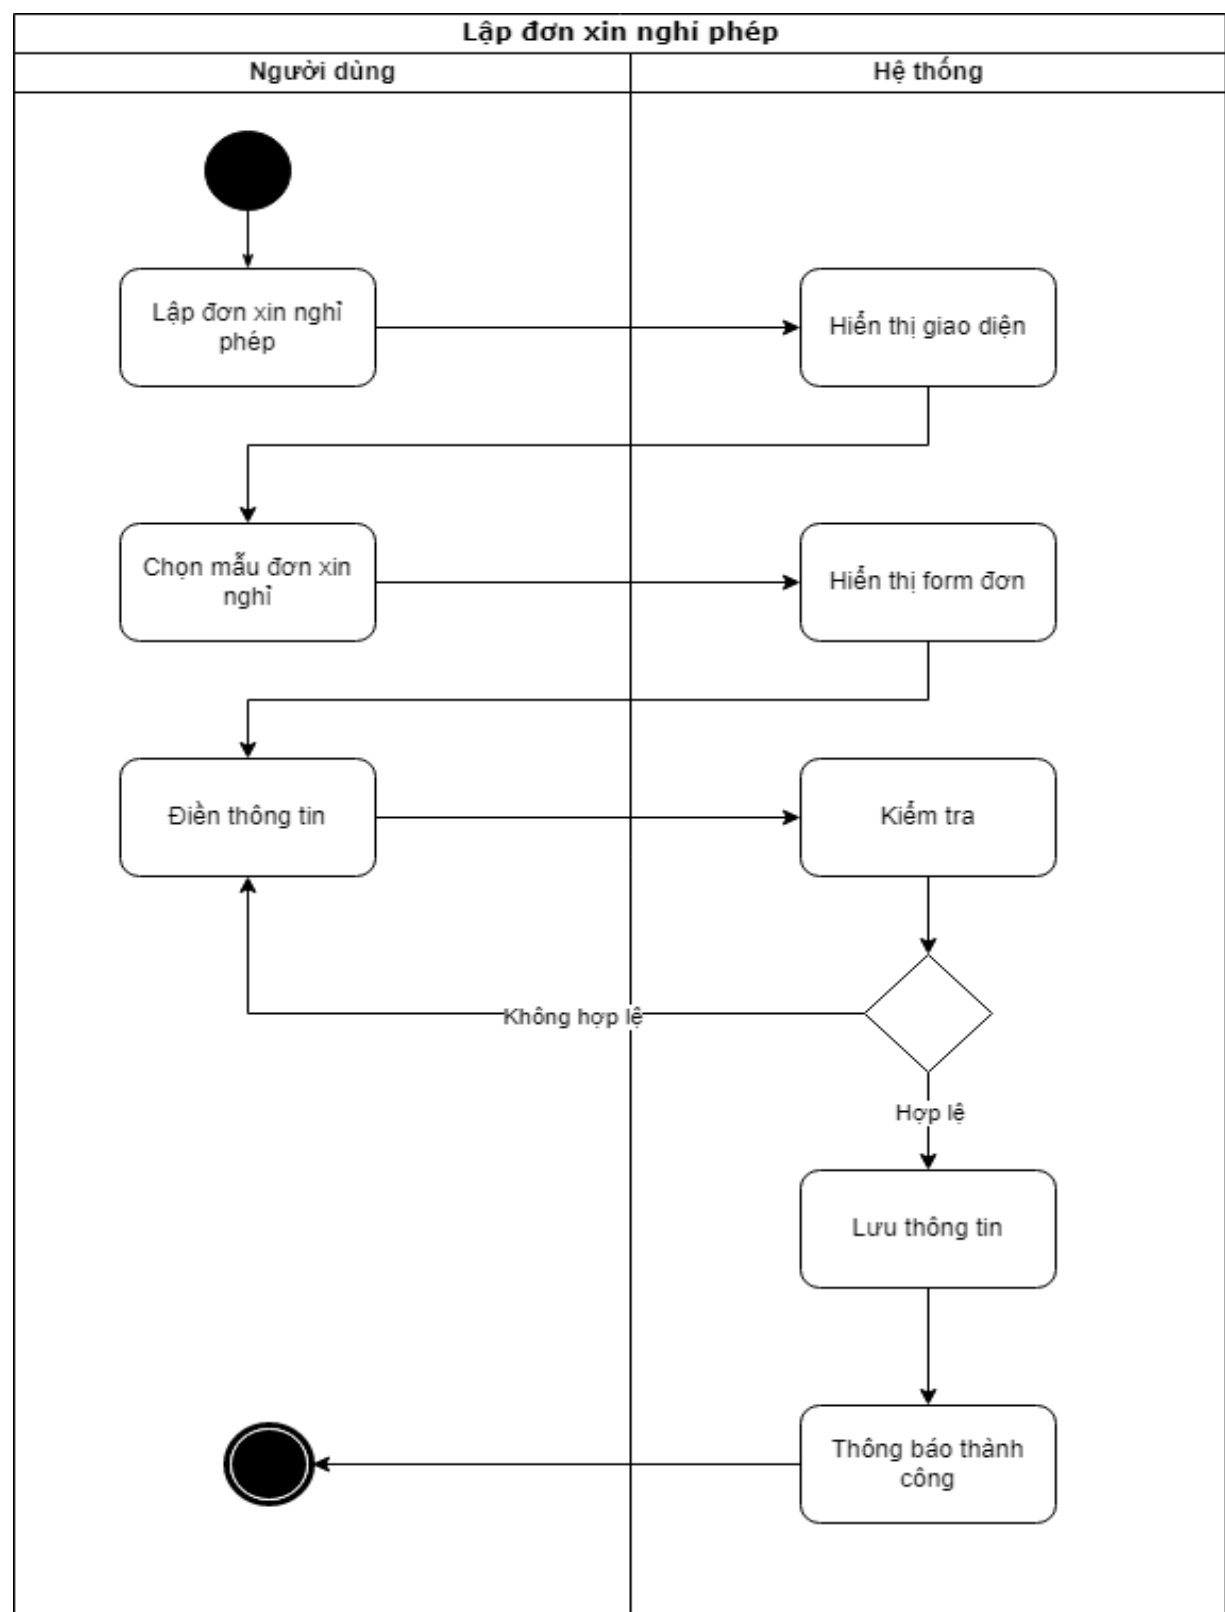 Lập đơn xin nghỉ phép
Người dùng
Hệ thống
Lập đơn xin nghỉ
phép
Hiển thị giao diện
Chọn mẫu đơn xin
nghỉ
Hiển thị form đơn
Điền thông tin
Kiểm tra
Không hợp lệ
Hợp lệ
Lưu thông tin
Thông báo thành
công